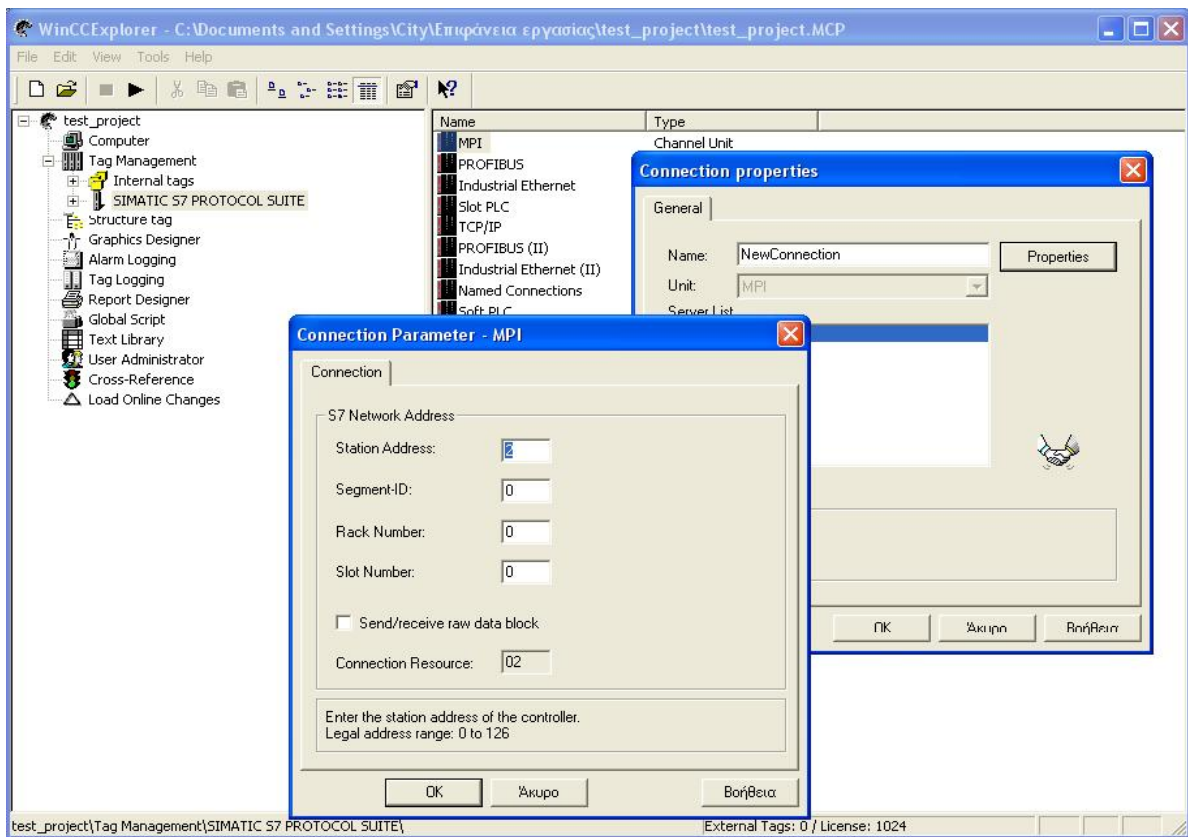 WinCCExplorer - C:\Documents and Settings\City\Επιφάνεια εργασίας\test_project\test_project.MCP
File Edit View Tools Help
test_project
Computer
Tag Management
Internal tags
SIMATIC S7 PROTOCOL SUITE
Structure tag
Graphics Designer
Alarm Logging
Tag Logging
Report Designer
Global Script
Text Library
User Administrator
Cross-Reference
Load Online Changes
Name Type
MPI Channel Unit
PROFIBUS
Industrial Ethernet
Slot PLC
TCP/IP
PROFIBUS (II)
Industrial Ethernet (II)
Named Connections
Soft PLC
Connection properties
General
Name: NewConnection Properties
Unit: MPI
Server List
OK Άκυρο Βοήθεια
Connection Parameter - MPI
Connection
S7 Network Address
Station Address: 2
Segment-ID: 0
Rack Number: 0
Slot Number: 0
Send/receive raw data block
Connection Resource: 02
Enter the station address of the controller.
Legal address range: 0 to 126
OK Άκυρο Βοήθεια
test_project\Tag Management\SIMATIC S7 PROTOCOL SUITE\ External Tags: 0 / License: 1024